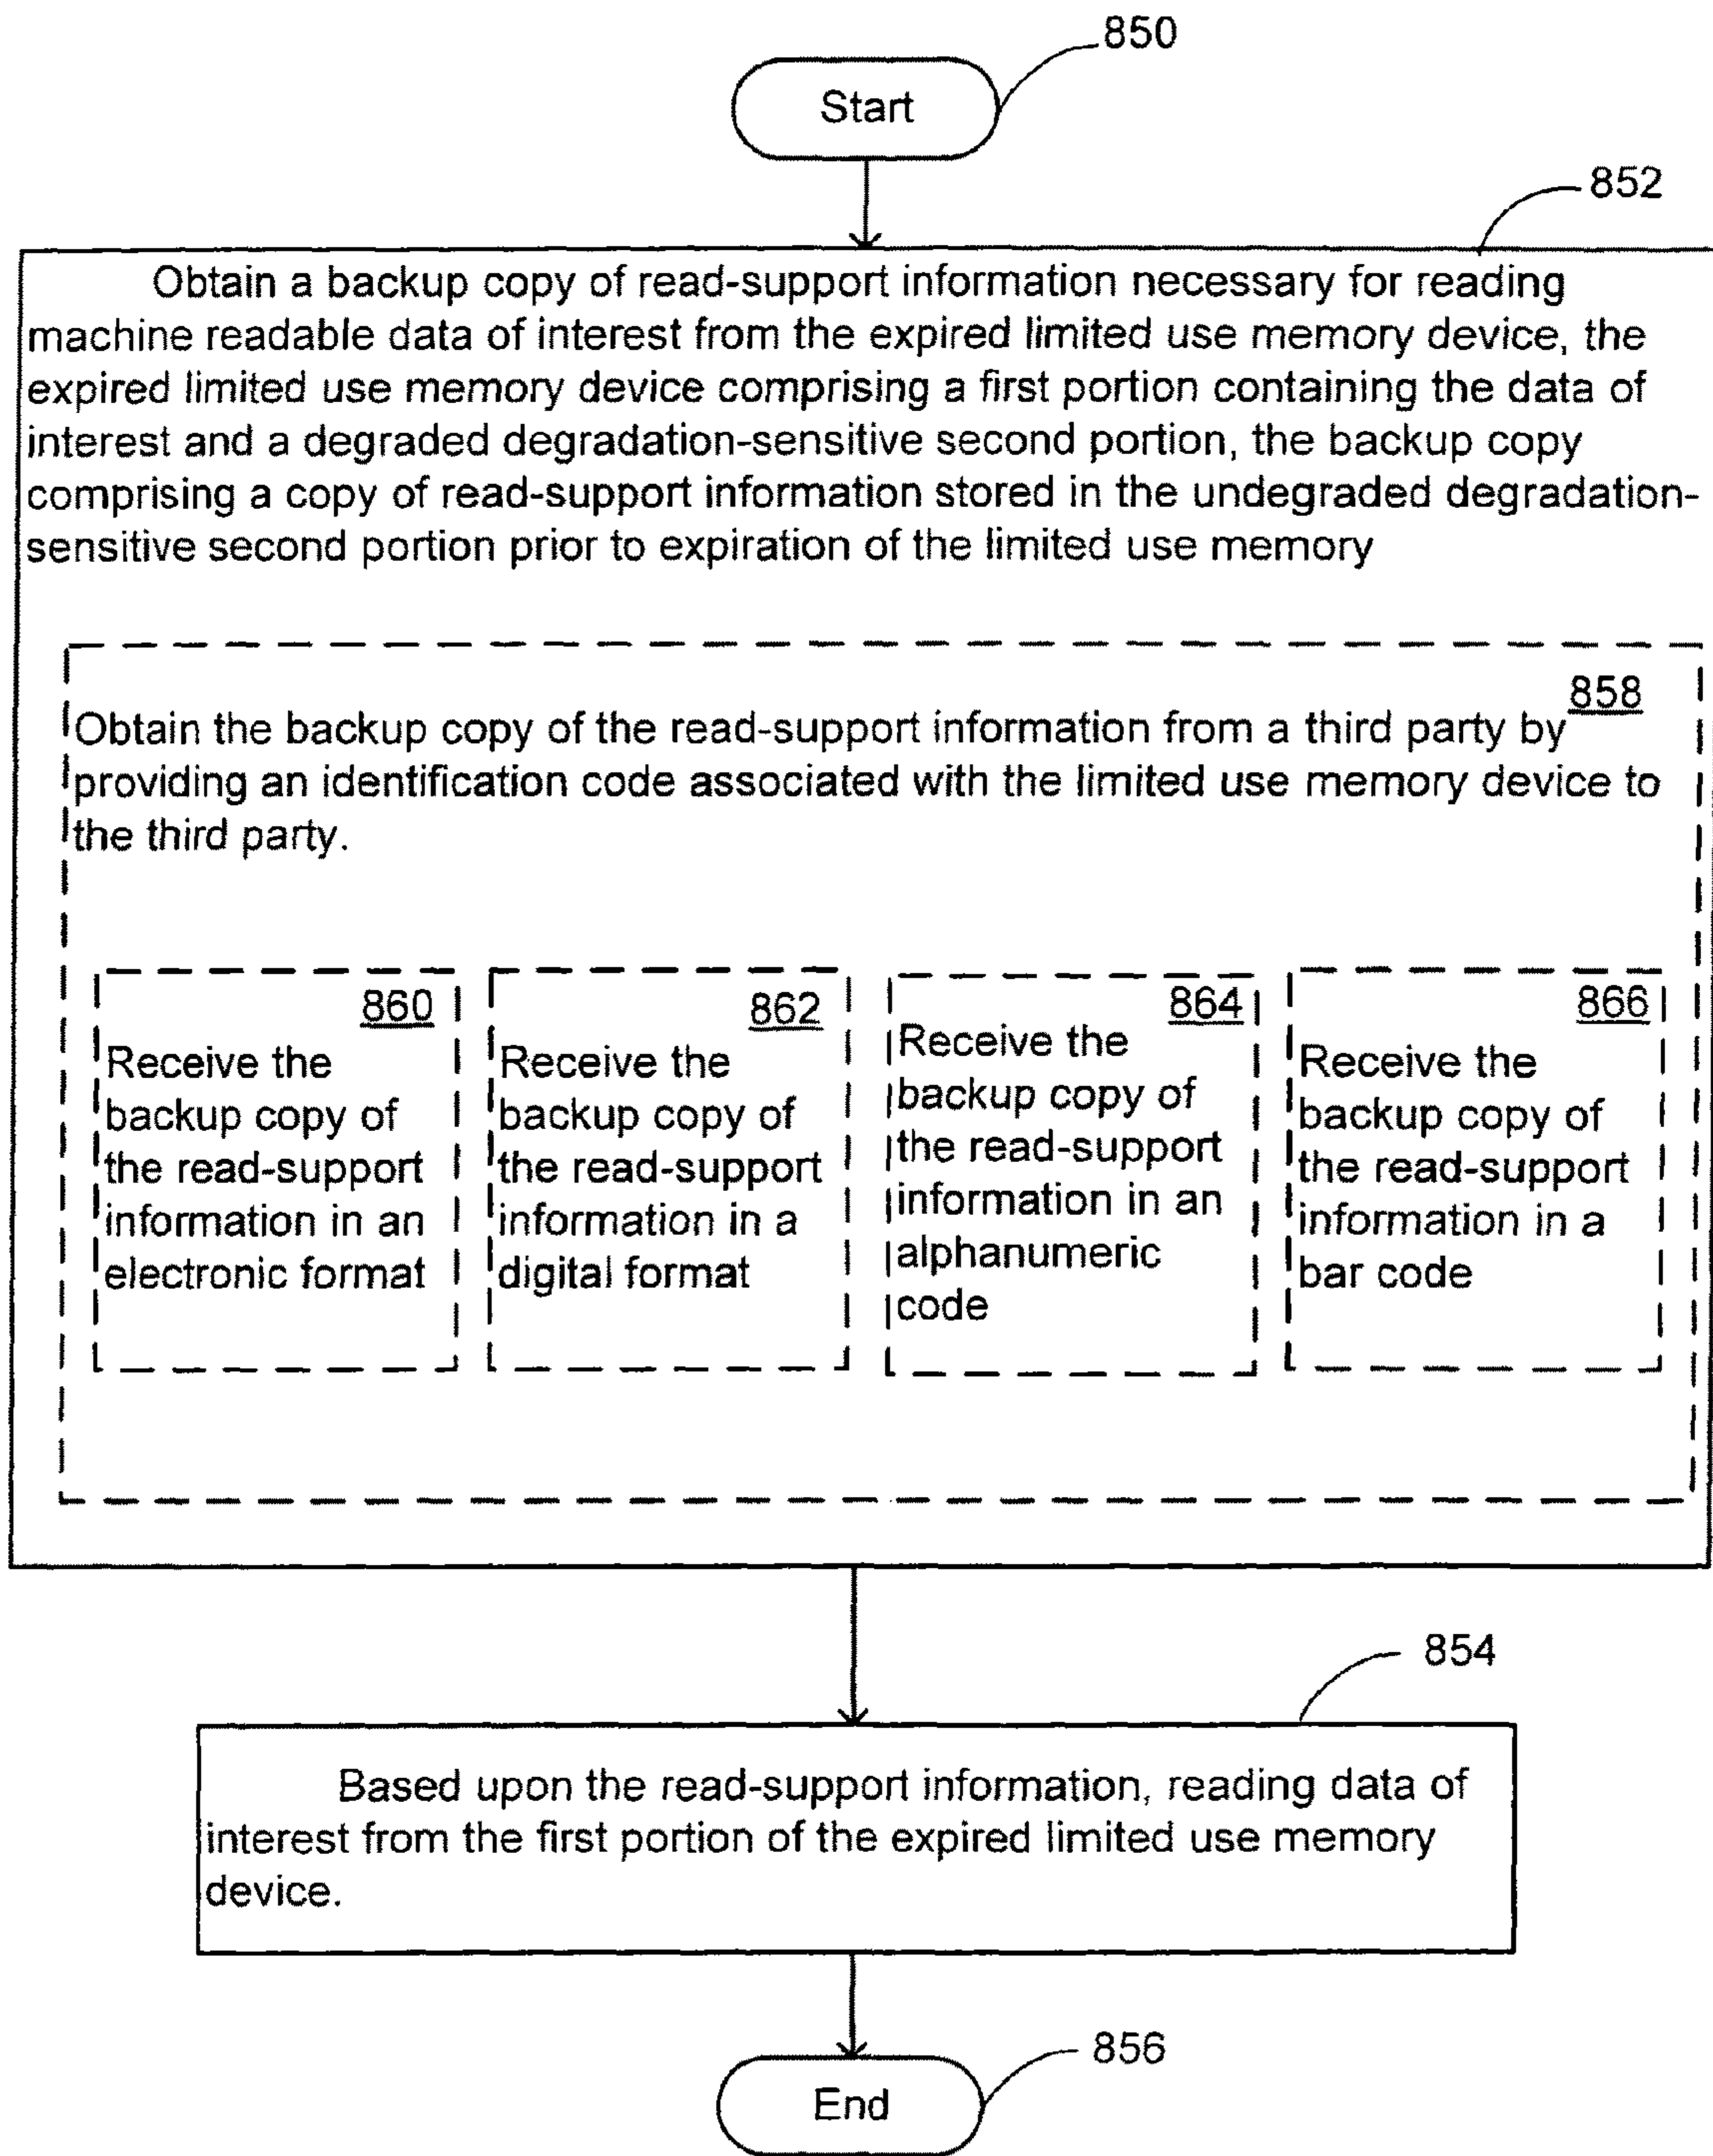 850
Start
852
Obtain a backup copy of read-support information necessary for reading
machine readable data of interest from the expired limited use memory device, the
expired limited use memory device comprising a first portion containing the data of
interest and a degraded degradation-sensitive second portion, the backup copy
comprising a copy of read-support information stored in the undegraded degradation-
sensitive second portion prior to expiration of the limited use memory
858
Obtain the backup copy of the read-support information from a third party by
providing an identification code associated with the limited use memory device to
the third party.
860
Receive the
backup copy of
the read-support
information in an
electronic format
862
Receive the
backup copy of
the read-support
information in a
digital format
864
Receive the
backup copy of
the read-support
information in an
alphanumeric
code
866
Receive the
backup copy of
the read-support
information in a
bar code
854
Based upon the read-support information, reading data of
interest from the first portion of the expired limited use memory
device.
856
End